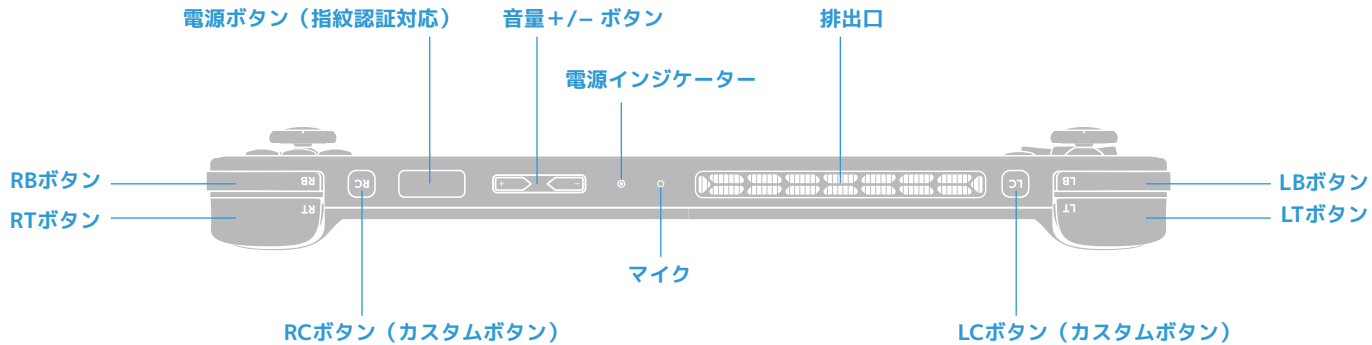 電源ボタン（指紋認証対応）
音量＋/− ボタン
排出口
電源インジケーター
RBボタン
RTボタン
RB
RT
RC
+
−
LC
LB
LT
LBボタン
LTボタン
マイク
RCボタン（カスタムボタン）
LCボタン（カスタムボタン）